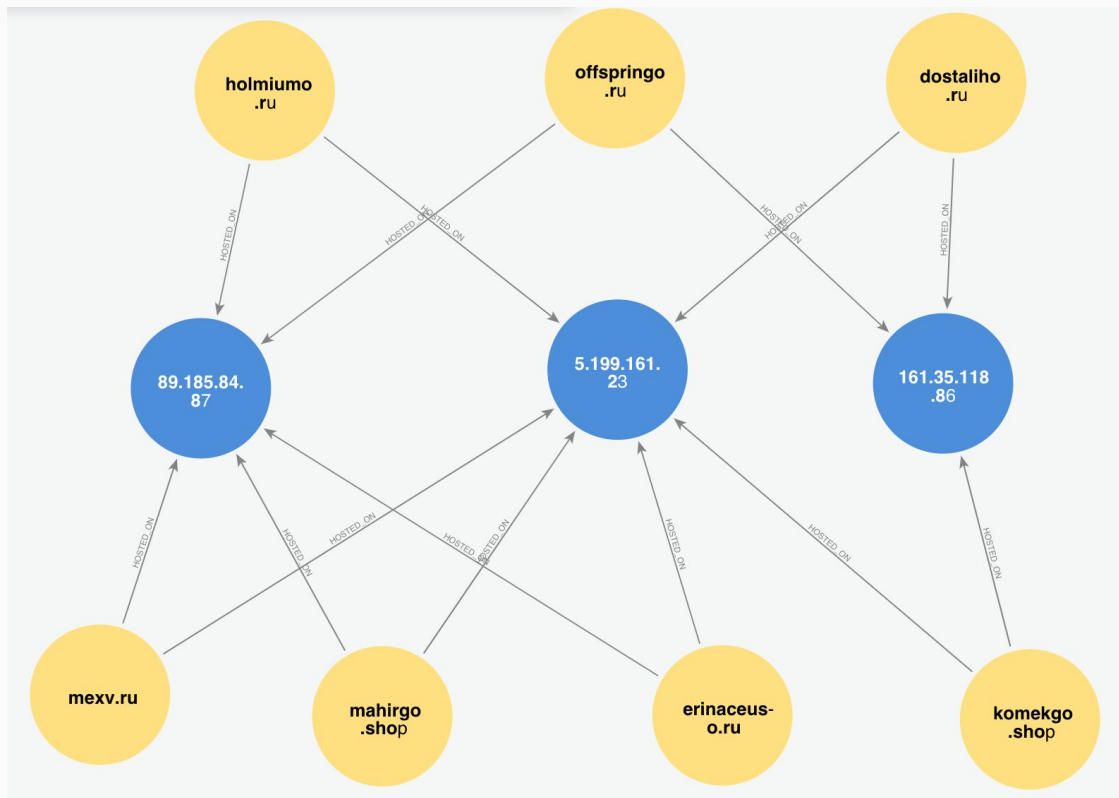 holmiumo
.ru
offspringo
.ru
dostaliho
.ru
HOSTED_ON
HOSTED_ON
HOSTED_ON
HOSTED_ON
HOSTED_ON
HOSTED_ON
89.185.84.
87
5.199.161.
23
161.35.118
.86
HOSTED_ON
HOSTED_ON
HOSTED_ON
HOSTED_ON
HOSTED_ON
HOSTED_ON
HOSTED_ON
HOSTED_ON
mexv.ru
mahirgo
.shop
erinaceus-
o.ru
komekgo
.shop